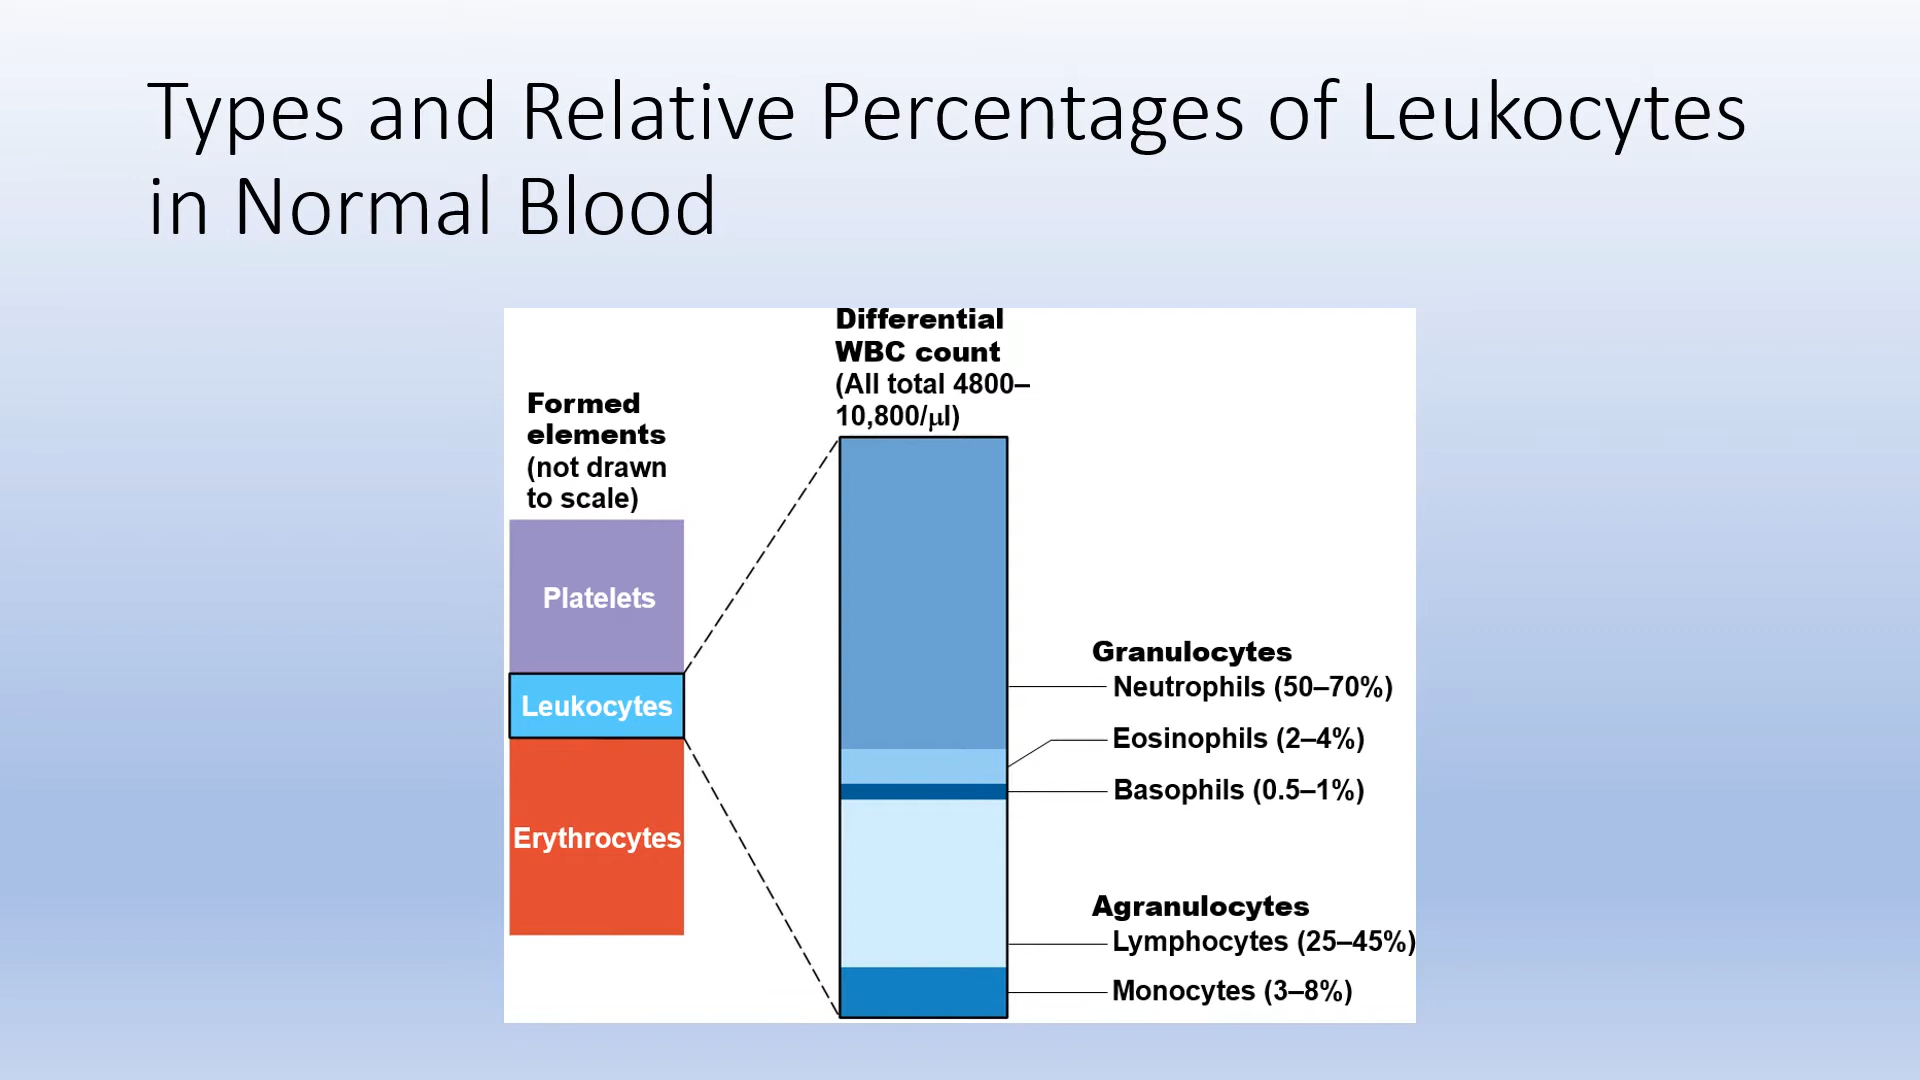 Types and Relative Percentages of Leukocytes
in Normal Blood
Differential
WBC count
(All total 4800–
10,800/μl)
Formed
elements
(not drawn
to scale)
Platelets
Leukocytes
Erythrocytes
Granulocytes
Neutrophils (50–70%)
Eosinophils (2–4%)
Basophils (0.5–1%)
Agranulocytes
Lymphocytes (25–45%)
Monocytes (3–8%)